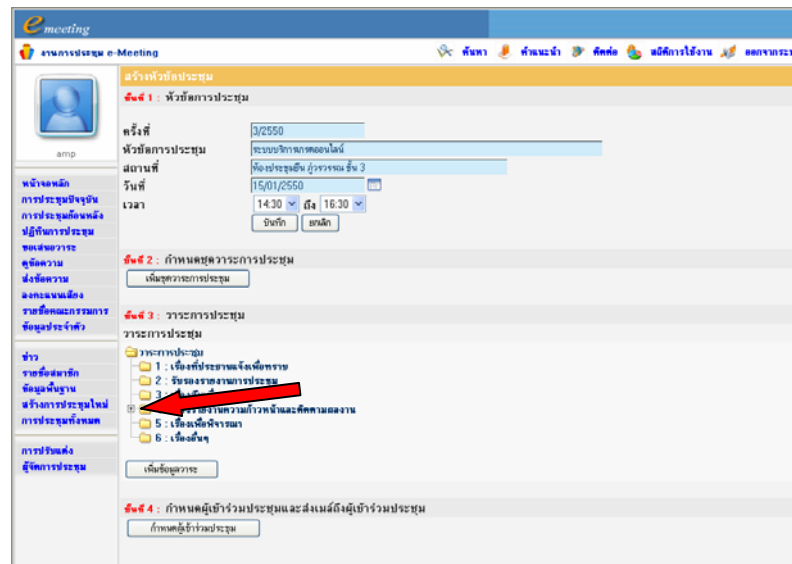 emeeting
งานการประชุม e-Meeting
ค้นหา คำแนะนำ ติดต่อ สถิติการใช้งาน ออกจากระ
amp
หน้าจอหลัก
การประชุมปัจจุบัน
การประชุมย้อนหลัง
ปฏิทินการประชุม
ขอเสนอวาระ
ดูข้อความ
ส่งข้อความ
ลงคะแนนเสียง
รายชื่อคณะกรรมการ
ข้อมูลประจำตัว
ข่าว
รายชื่อสมาชิก
ข้อมูลพื้นฐาน
สร้างการประชุมใหม่
การประชุมทั้งหมด
การปรับแต่ง
ผู้จัดการประชุม
สร้างหัวข้อประชุม
ขั้นที่ 1 : หัวข้อการประชุม
ครั้งที่ 3/2550
หัวข้อการประชุม ระบบบริการเกรดออนไลน์
สถานที่ ห้องประชุมยืน ภู่วรวรรณ ชั้น 3
วันที่ 15/01/2550
เวลา 14:30 ถึง 16:30
บันทึก ยกเลิก
ขั้นที่ 2 : กำหนดชุดวาระการประชุม
เพิ่มชุดวาระการประชุม
ขั้นที่ 3 : วาระการประชุม
วาระการประชุม
วาระการประชุม
1 : เรื่องที่ประธานแจ้งเพื่อทราบ
2 : รับรองรายงานการประชุม
3 :
รายงานความก้าวหน้าและติดตามผลงาน
5 : เรื่องเพื่อพิจารณา
6 : เรื่องอื่นๆ
เพิ่มข้อมูลวาระ
ขั้นที่ 4 : กำหนดผู้เข้าร่วมประชุมและส่งเมล์ถึงผู้เข้าร่วมประชุม
กำหนดผู้เข้าร่วมประชุม